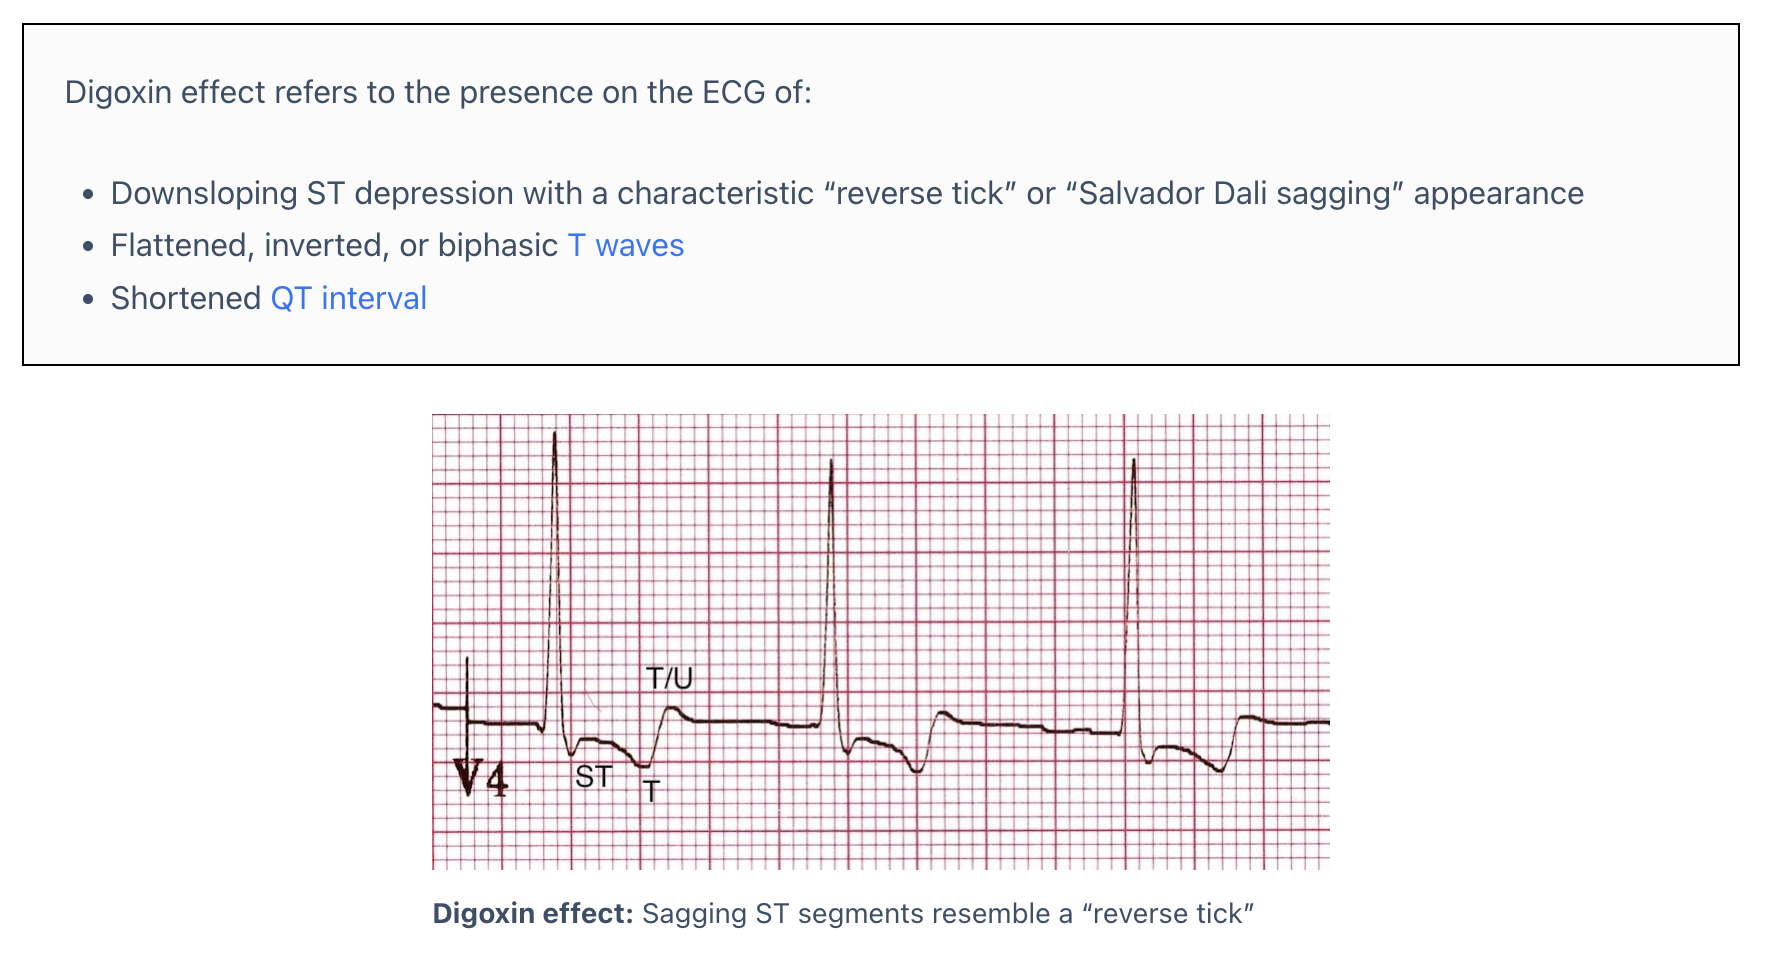 Digoxin effect refers to the presence on the ECG of:
• Downsloping ST depression with a characteristic “reverse tick” or “Salvador Dali sagging” appearance
• Flattened, inverted, or biphasic T waves
• Shortened QT interval
T/U
V4
ST
T
Digoxin effect: Sagging ST segments resemble a “reverse tick”